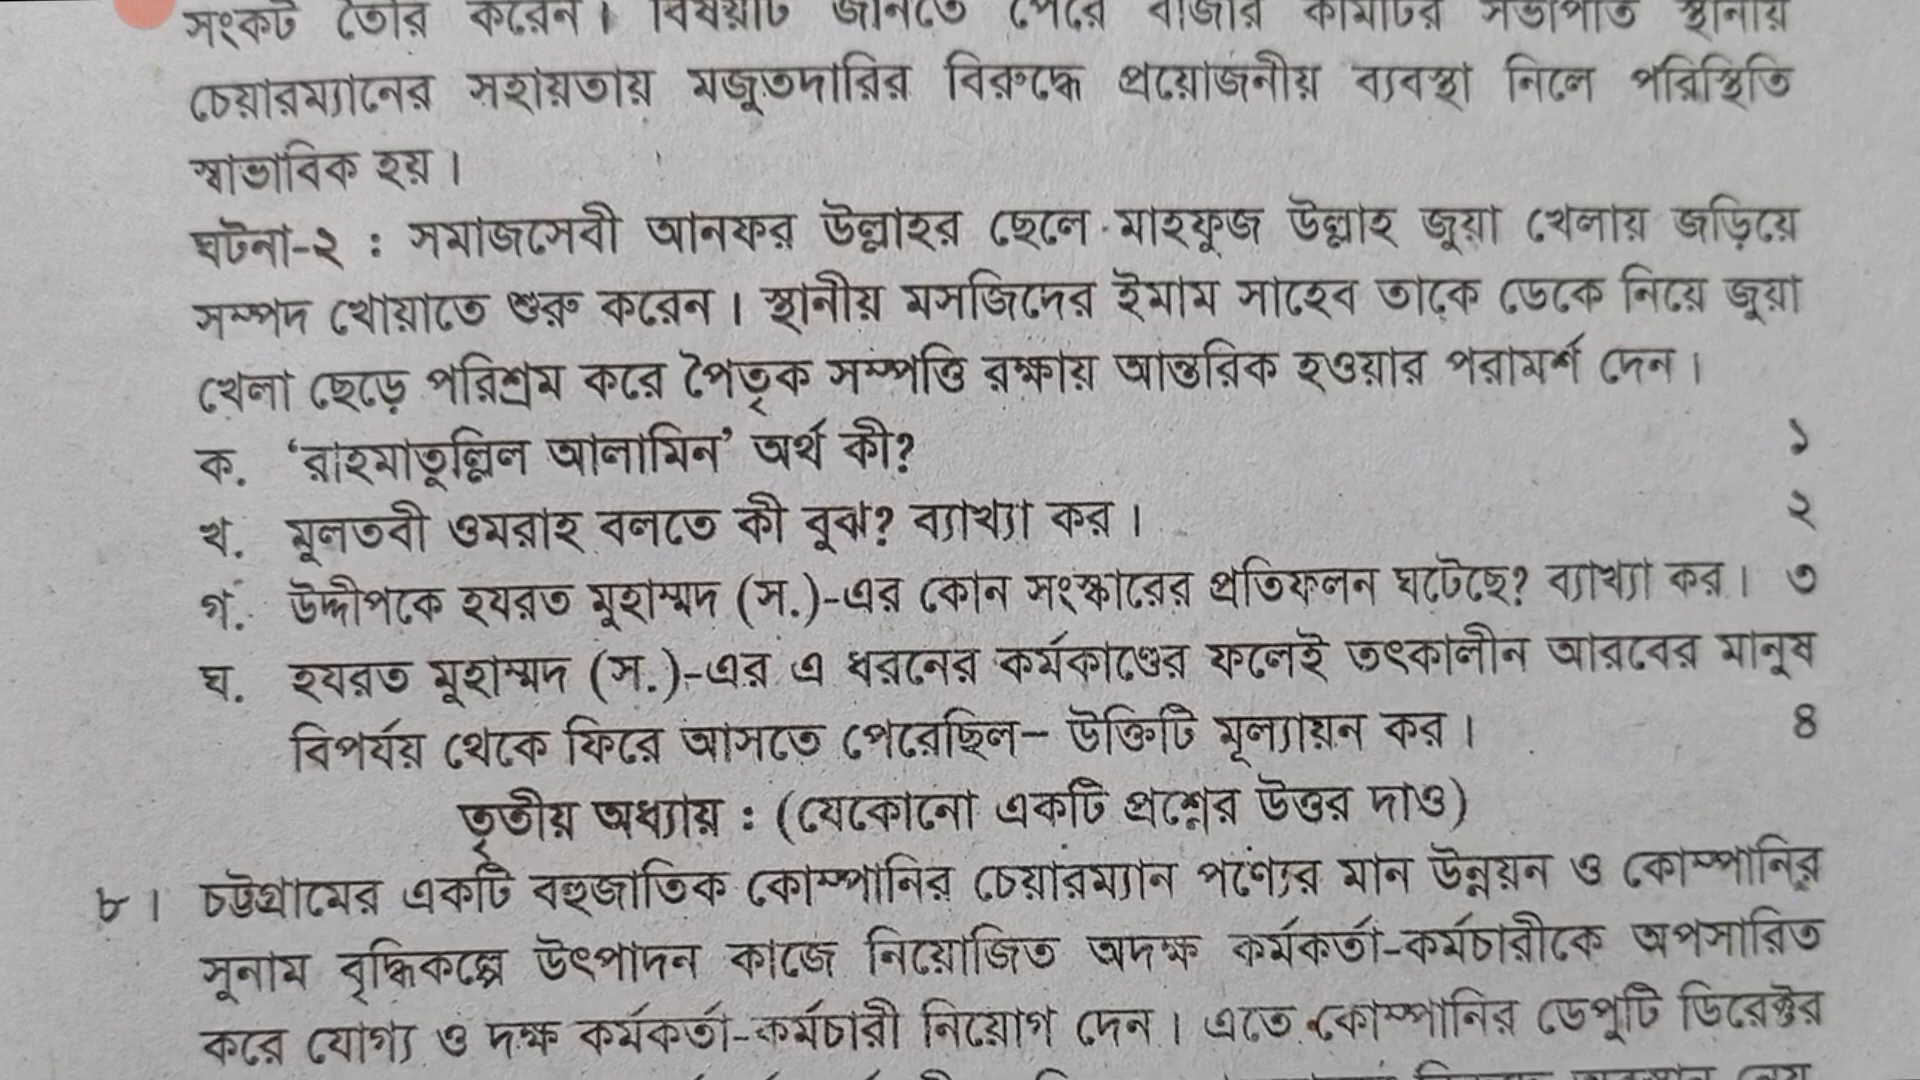 সংকট তৈরি করেন। বিষয়টি জানতে পেরে বাজার কমিটির সভাপতি স্থানীয়
চেয়ারম্যানের সহায়তায় মজুতদারির বিরুদ্ধে প্রয়োজনীয় ব্যবস্থা নিলে পরিস্থিতি
স্বাভাবিক হয়।
ঘটনা-২ : সমাজসেবী আনফর উল্লাহর ছেলে মাহফুজ উল্লাহ জুয়া খেলায় জড়িয়ে
সম্পদ খোয়াতে শুরু করেন। স্থানীয় মসজিদের ইমাম সাহেব তাকে ডেকে নিয়ে জুয়া
খেলা ছেড়ে পরিশ্রম করে পৈতৃক সম্পত্তি রক্ষায় আন্তরিক হওয়ার পরামর্শ দেন।
ক. ‘রাহমাতুল্লিল আলামিন’ অর্থ কী? ১
খ. মুলতবী ওমরাহ বলতে কী বুঝ? ব্যাখ্যা কর। ২
গ. উদ্দীপকে হযরত মুহাম্মদ (স.)-এর কোন সংস্কারের প্রতিফলন ঘটেছে? ব্যাখ্যা কর। ৩
ঘ. হযরত মুহাম্মদ (স.)-এর এ ধরনের কর্মকাণ্ডের ফলেই তৎকালীন আরবের মানুষ
বিপর্যয় থেকে ফিরে আসতে পেরেছিল– উক্তিটি মূল্যায়ন কর। ৪
তৃতীয় অধ্যায় : (যেকোনো একটি প্রশ্নের উত্তর দাও)
৮। চট্টগ্রামের একটি বহুজাতিক কোম্পানির চেয়ারম্যান পণ্যের মান উন্নয়ন ও কোম্পানির
সুনাম বৃদ্ধিকল্পে উৎপাদন কাজে নিয়োজিত অদক্ষ কর্মকর্তা-কর্মচারীকে অপসারিত
করে যোগ্য ও দক্ষ কর্মকর্তা-কর্মচারী নিয়োগ দেন। এতে কোম্পানির ডেপুটি ডিরেক্টর